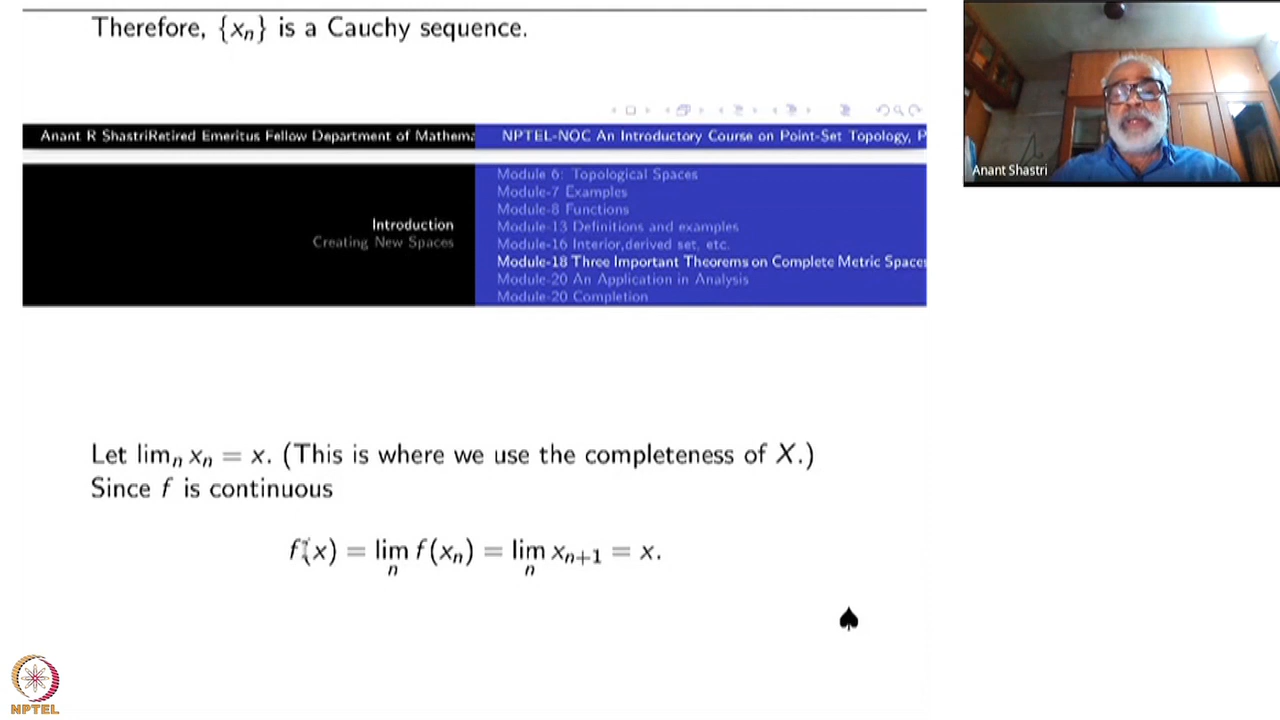 Therefore, {xₙ} is a Cauchy sequence.
Anant R ShastriRetired Emeritus Fellow Department of Mathema
NPTEL-NOC An Introductory Course on Point-Set Topology, P
Introduction
Creating New Spaces
Module 6: Topological Spaces
Module-7 Examples
Module-8 Functions
Module-13 Definitions and examples
Module-16 Interior,derived set, etc.
Module-18 Three Important Theorems on Complete Metric Spaces
Module-20 An Application in Analysis
Module-20 Completion
Let limₙ xₙ = x. (This is where we use the completeness of X.)
Since f is continuous
f(x) = lim_n f(xₙ) = lim_n xₙ₊₁ = x.
Anant Shastri
NPTEL